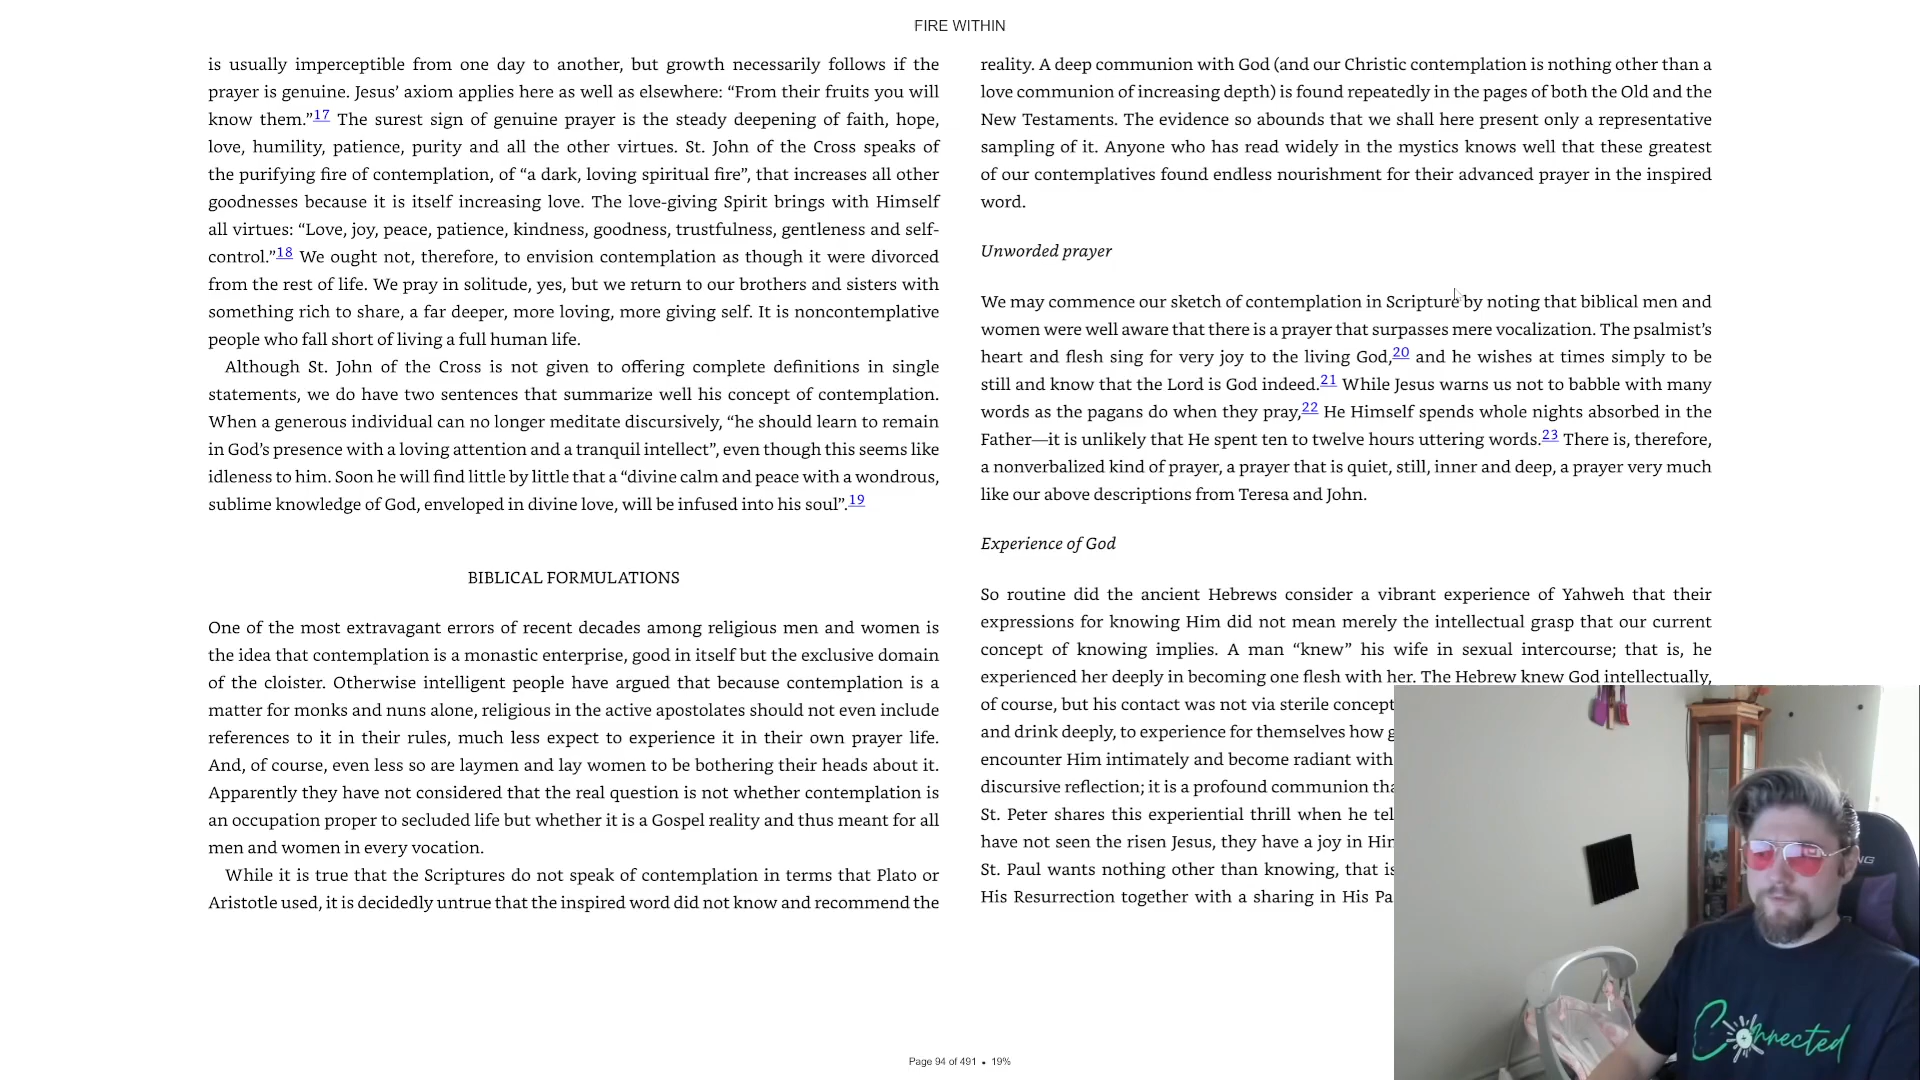 FIRE WITHIN
is usually imperceptible from one day to another, but growth necessarily follows if the
prayer is genuine. Jesus’ axiom applies here as well as elsewhere: “From their fruits you will
know them.”17 The surest sign of genuine prayer is the steady deepening of faith, hope,
love, humility, patience, purity and all the other virtues. St. John of the Cross speaks of
the purifying fire of contemplation, of “a dark, loving spiritual fire”, that increases all other
goodnesses because it is itself increasing love. The love-giving Spirit brings with Himself
all virtues: “Love, joy, peace, patience, kindness, goodness, trustfulness, gentleness and self-
control.”18 We ought not, therefore, to envision contemplation as though it were divorced
from the rest of life. We pray in solitude, yes, but we return to our brothers and sisters with
something rich to share, a far deeper, more loving, more giving self. It is noncontemplative
people who fall short of living a full human life.
Although St. John of the Cross is not given to offering complete definitions in single
statements, we do have two sentences that summarize well his concept of contemplation.
When a generous individual can no longer meditate discursively, “he should learn to remain
in God’s presence with a loving attention and a tranquil intellect”, even though this seems like
idleness to him. Soon he will find little by little that a “divine calm and peace with a wondrous,
sublime knowledge of God, enveloped in divine love, will be infused into his soul”.19
BIBLICAL FORMULATIONS
One of the most extravagant errors of recent decades among religious men and women is
the idea that contemplation is a monastic enterprise, good in itself but the exclusive domain
of the cloister. Otherwise intelligent people have argued that because contemplation is a
matter for monks and nuns alone, religious in the active apostolates should not even include
references to it in their rules, much less expect to experience it in their own prayer life.
And, of course, even less so are laymen and lay women to be bothering their heads about it.
Apparently they have not considered that the real question is not whether contemplation is
an occupation proper to secluded life but whether it is a Gospel reality and thus meant for all
men and women in every vocation.
While it is true that the Scriptures do not speak of contemplation in terms that Plato or
Aristotle used, it is decidedly untrue that the inspired word did not know and recommend the
reality. A deep communion with God (and our Christic contemplation is nothing other than a
love communion of increasing depth) is found repeatedly in the pages of both the Old and the
New Testaments. The evidence so abounds that we shall here present only a representative
sampling of it. Anyone who has read widely in the mystics knows well that these greatest
of our contemplatives found endless nourishment for their advanced prayer in the inspired
word.
Unworded prayer
We may commence our sketch of contemplation in Scripture by noting that biblical men and
women were well aware that there is a prayer that surpasses mere vocalization. The psalmist’s
heart and flesh sing for very joy to the living God,20 and he wishes at times simply to be
still and know that the Lord is God indeed.21 While Jesus warns us not to babble with many
words as the pagans do when they pray,22 He Himself spends whole nights absorbed in the
Father—it is unlikely that He spent ten to twelve hours uttering words.23 There is, therefore,
a nonverbalized kind of prayer, a prayer that is quiet, still, inner and deep, a prayer very much
like our above descriptions from Teresa and John.
Experience of God
So routine did the ancient Hebrews consider a vibrant experience of Yahweh that their
expressions for knowing Him did not mean merely the intellectual grasp that our current
concept of knowing implies. A man “knew” his wife in sexual intercourse; that is, he
experienced her deeply in becoming one flesh with her. The Hebrew knew God intellectually,
of course, but his contact was not via sterile concept
and drink deeply, to experience for themselves how g
encounter Him intimately and become radiant with
discursive reflection; it is a profound communion tha
St. Peter shares this experiential thrill when he tel
have not seen the risen Jesus, they have a joy in Him
St. Paul wants nothing other than knowing, that is
His Resurrection together with a sharing in His Pa
Connected
Page 94 of 491 • 19%